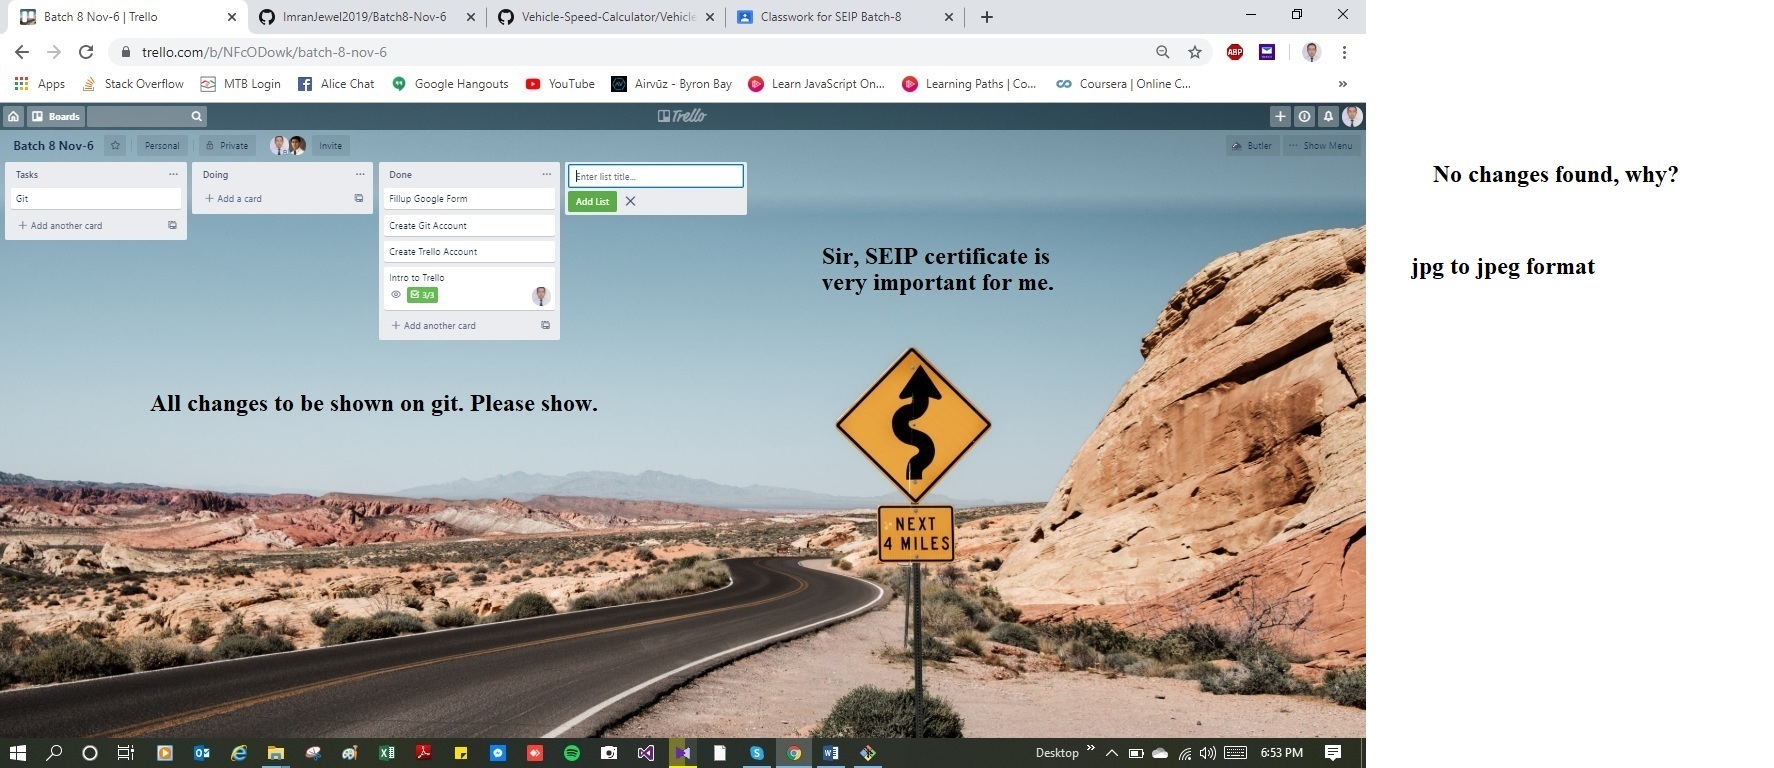 Batch 8 Nov-6 | Trello
ImranJewel2019/Batch8-Nov-6
Vehicle-Speed-Calculator/Vehicle
Classwork for SEIP Batch-8
trello.com/b/NFcODowk/batch-8-nov-6
ABP
Apps
Stack Overflow
MTB Login
Alice Chat
Google Hangouts
YouTube
Airvūz - Byron Bay
Learn JavaScript On...
Learning Paths | Co...
Coursera | Online C...
»
Boards
Trello
Batch 8 Nov-6
Personal
Private
Invite
Butler
··· Show Menu
Tasks
Git
+ Add another card
Doing
+ Add a card
Done
Fillup Google Form
Create Git Account
Create Trello Account
Intro to Trello
3/3
+ Add another card
Enter list title...
Add List
No changes found, why?
jpg to jpeg format
Sir, SEIP certificate is
very important for me.
All changes to be shown on git. Please show.
NEXT
4 MILES
Desktop »
6:53 PM